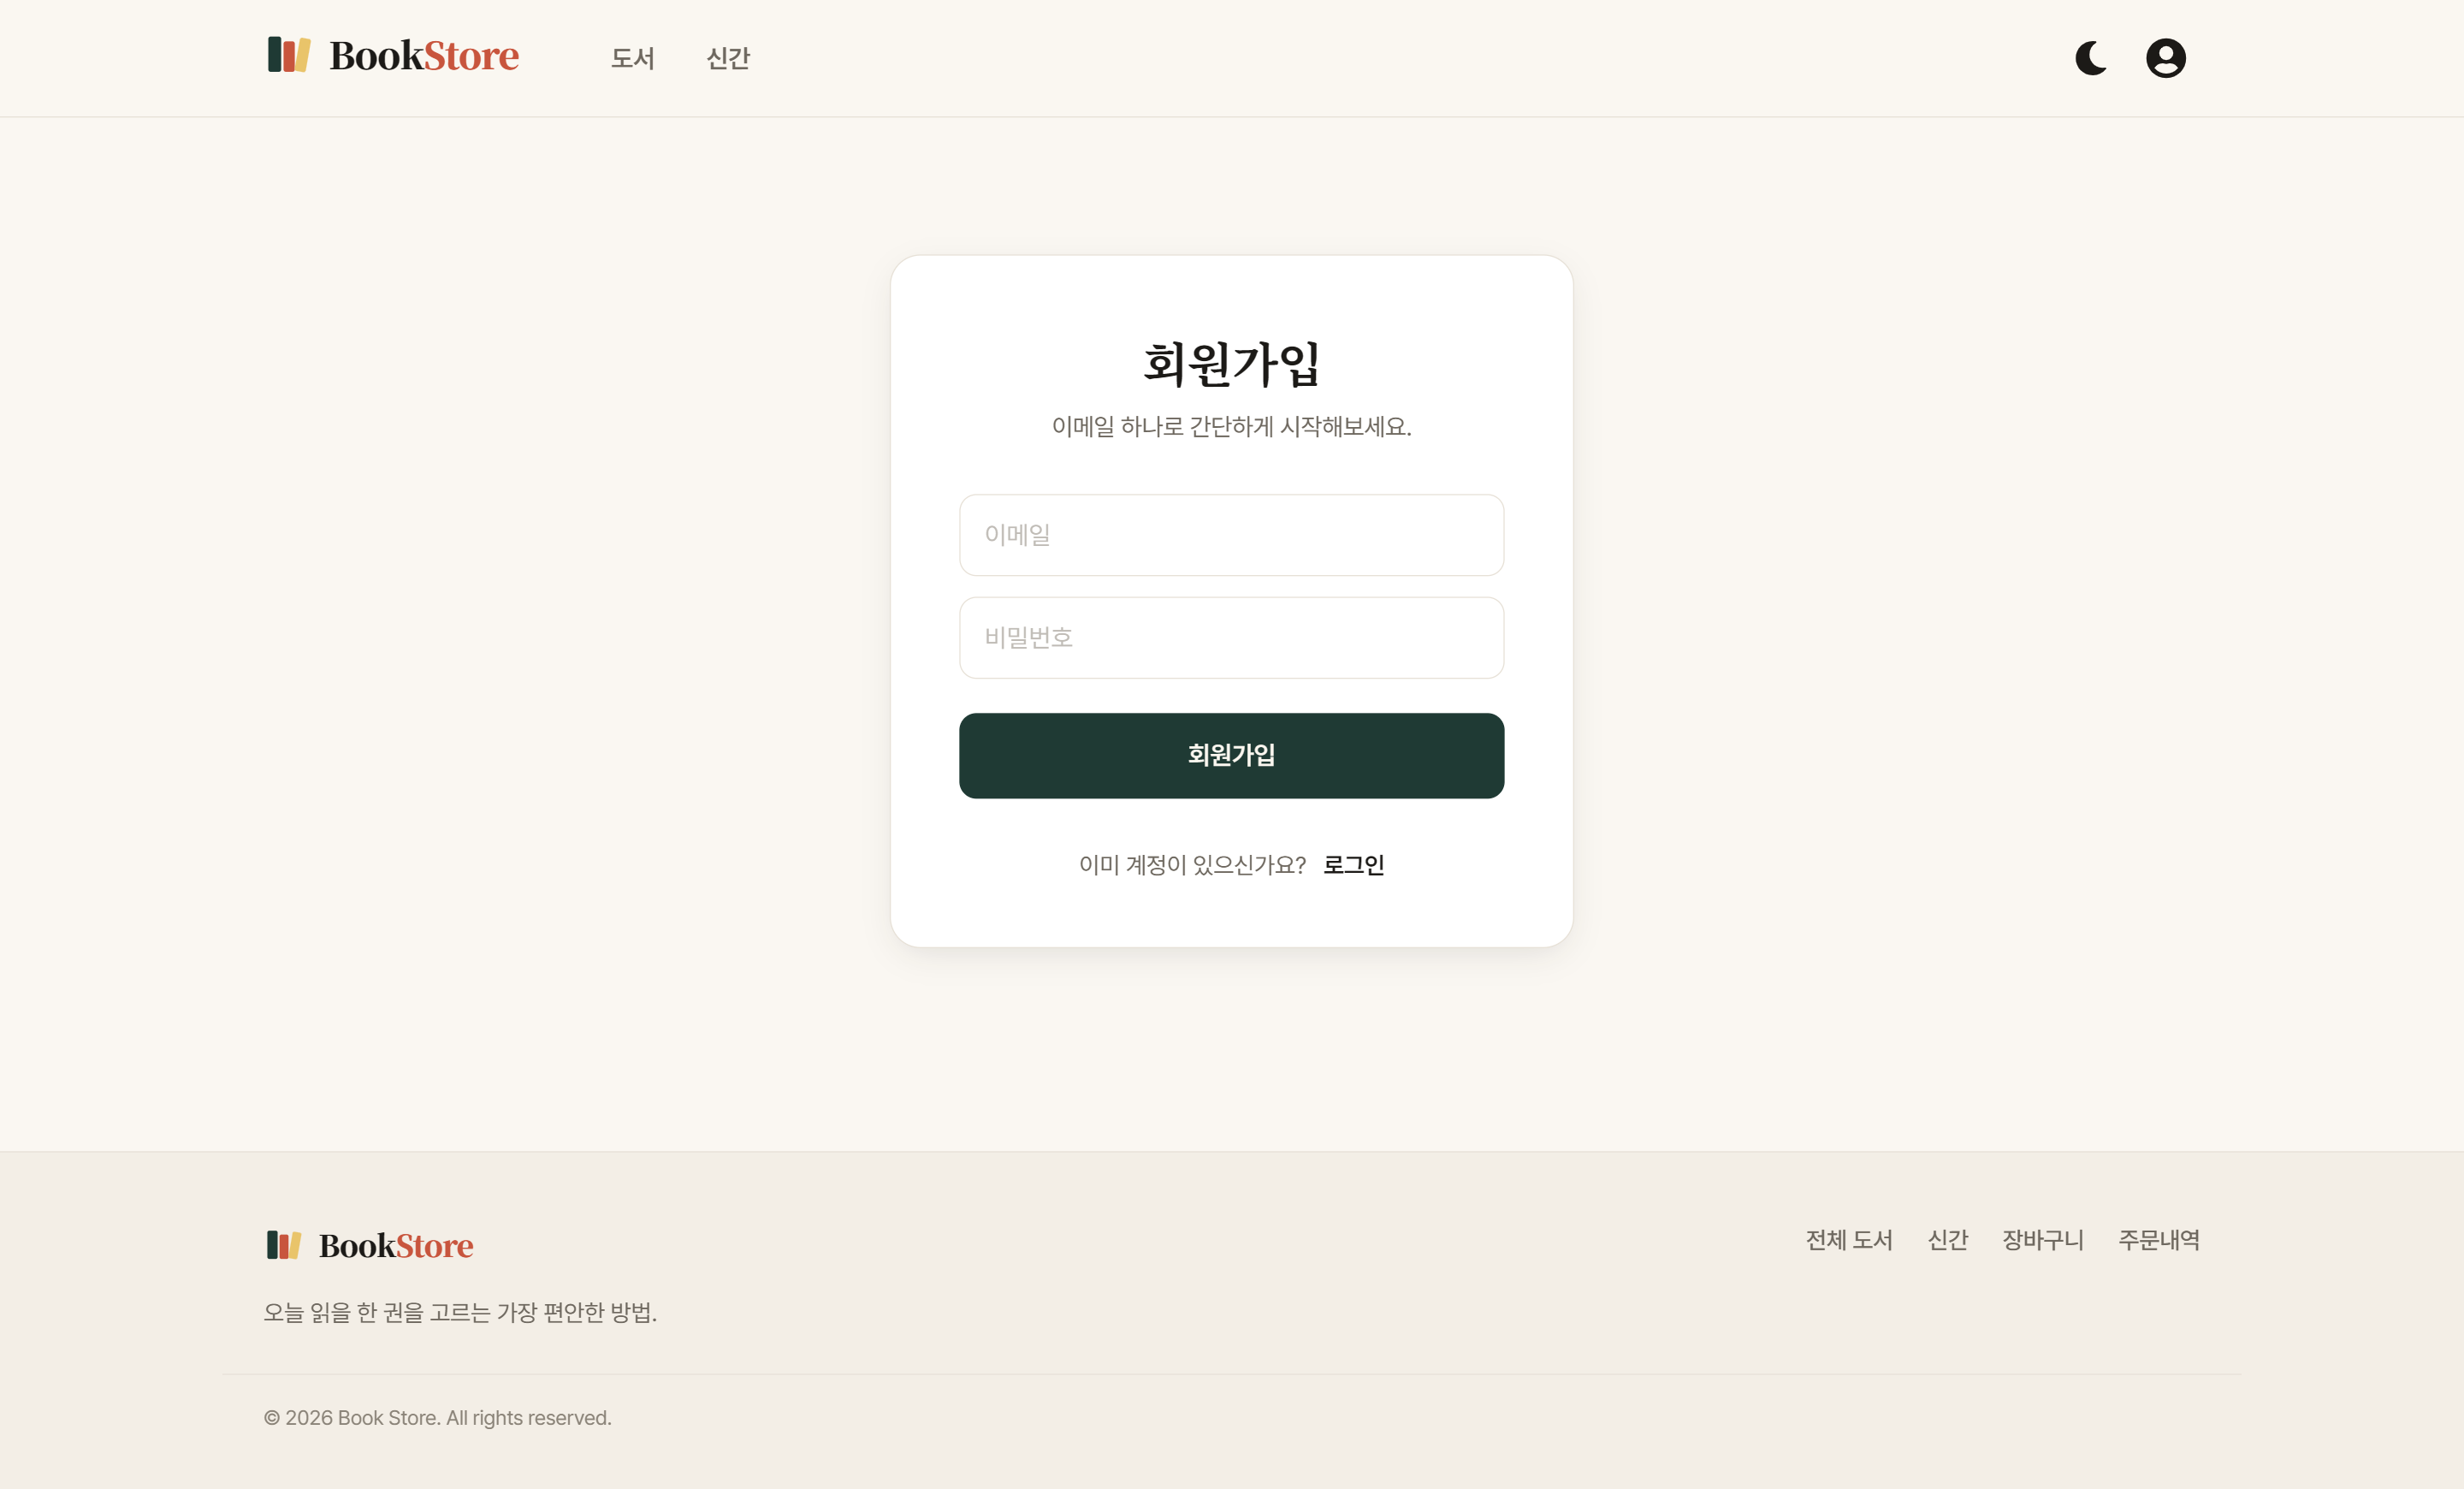 BookStore
도서
신간
회원가입
이메일 하나로 간단하게 시작해보세요.
이메일
비밀번호
회원가입
이미 계정이 있으신가요? 로그인
BookStore
전체 도서 신간 장바구니 주문내역
오늘 읽을 한 권을 고르는 가장 편안한 방법.
© 2026 Book Store. All rights reserved.